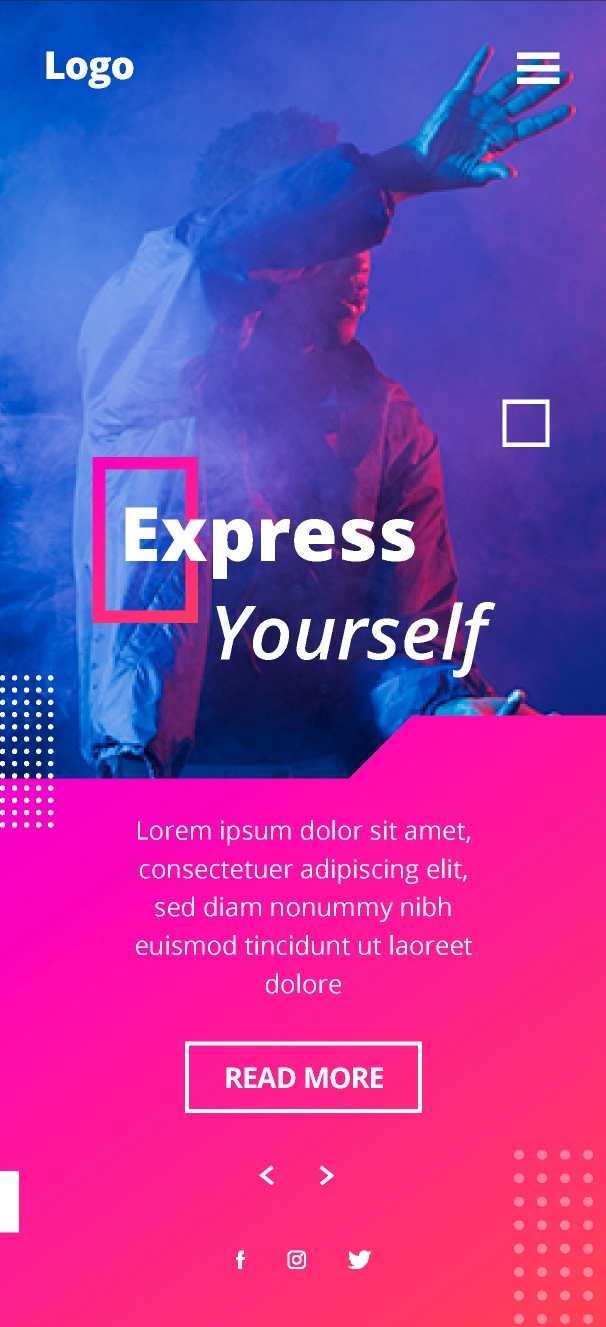 Logo
Express
Yourself
Lorem ipsum dolor sit amet,
consectetuer adipiscing elit,
sed diam nonummy nibh
euismod tincidunt ut laoreet
dolore
READ MORE